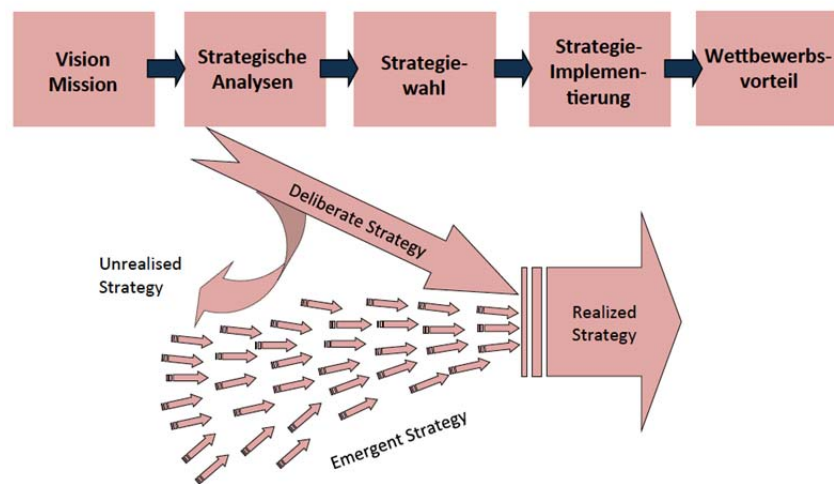 Vision
Mission
Strategische
Analysen
Strategie-
wahl
Strategie-
Implemen-
tierung
Wettbewerbs-
vorteil
Deliberate Strategy
Unrealised
Strategy
Realized
Strategy
Emergent Strategy